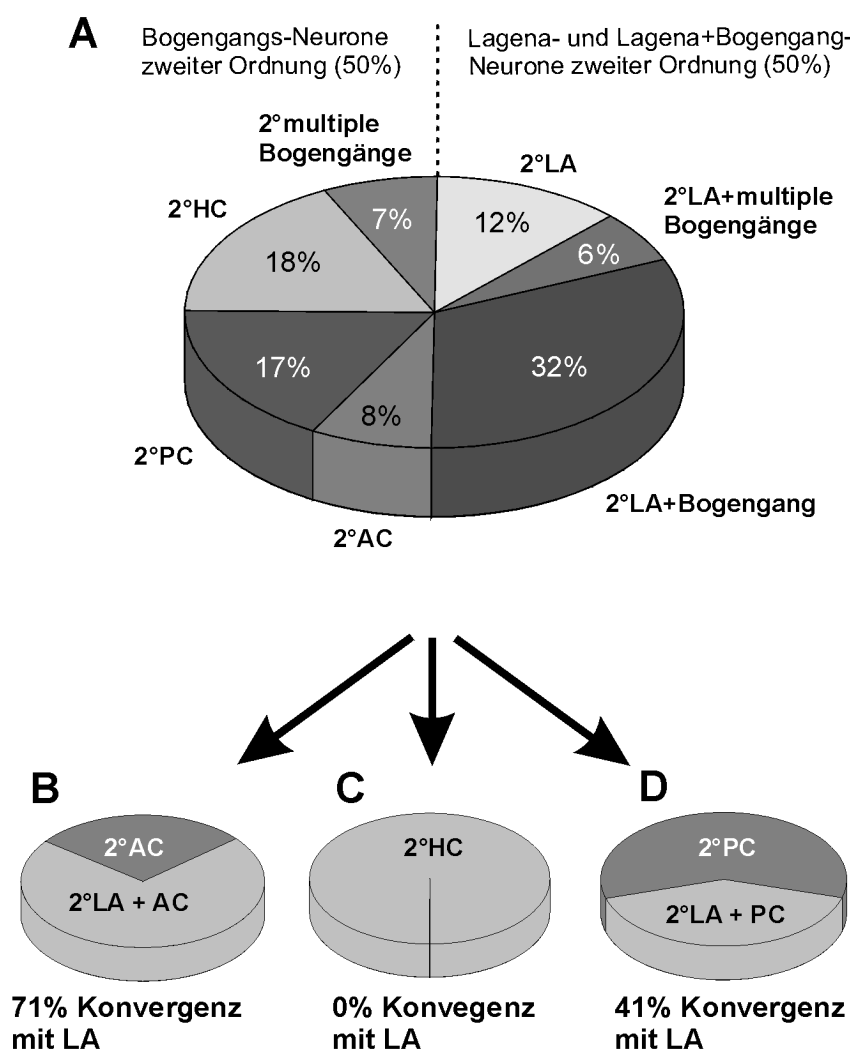 A
Bogengangs-Neurone
zweiter Ordnung (50%)
Lagena- und Lagena+Bogengang-
Neurone zweiter Ordnung (50%)
2°multiple
Bogengänge
2°LA
2°LA+multiple
Bogengänge
2°HC
7%
12%
6%
18%
17%
32%
8%
2°PC
2°LA+Bogengang
2°AC
B
C
D
2°AC
2°LA + AC
2°HC
2°PC
2°LA + PC
71% Konvergenz
mit LA
0% Konvegenz
mit LA
41% Konvergenz
mit LA